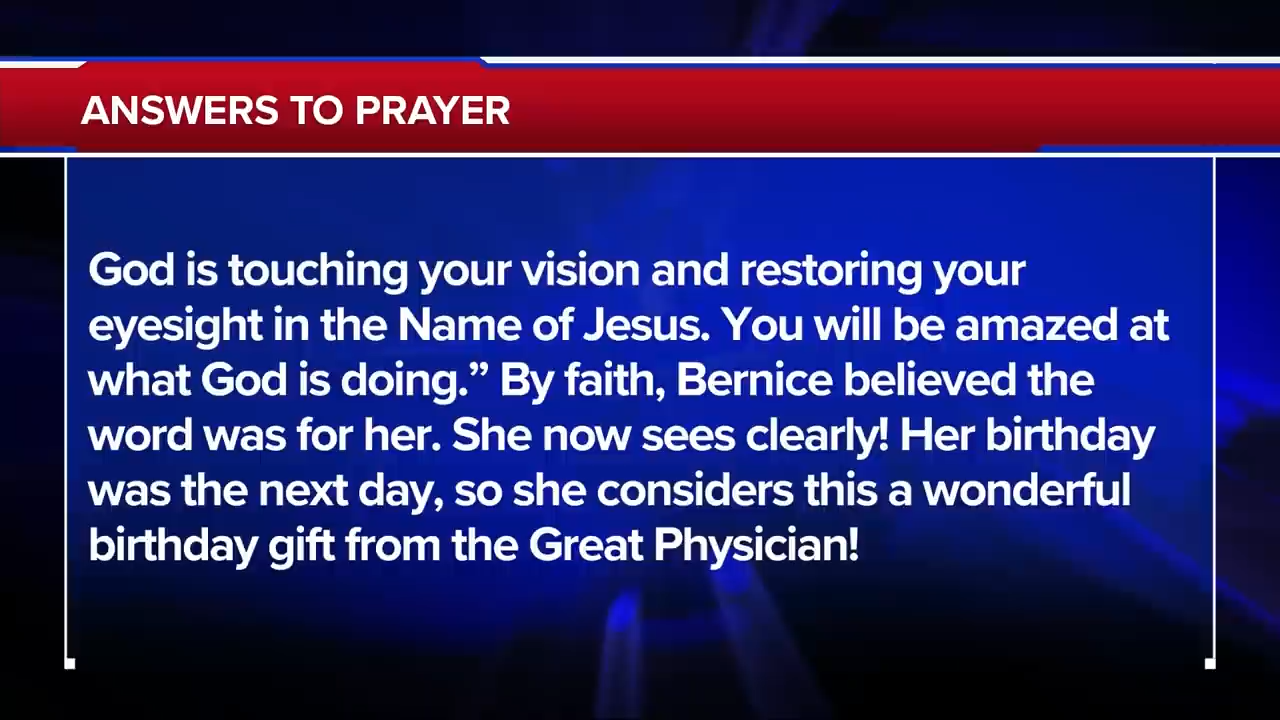 ANSWERS TO PRAYER
God is touching your vision and restoring your
eyesight in the Name of Jesus. You will be amazed at
what God is doing.” By faith, Bernice believed the
word was for her. She now sees clearly! Her birthday
was the next day, so she considers this a wonderful
birthday gift from the Great Physician!